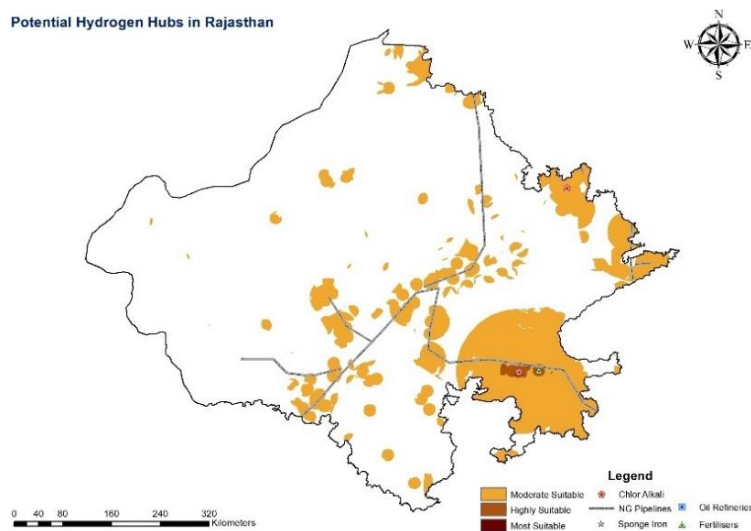 Potential Hydrogen Hubs in Rajasthan
N
W E
S
Legend
Moderate Suitable
Highly Suitable
Most Suitable
Chlor Alkali
NG Pipelines
Sponge Iron
Oil Refineries
Fertilisers
0 40 80 160 240 320
Kilometers